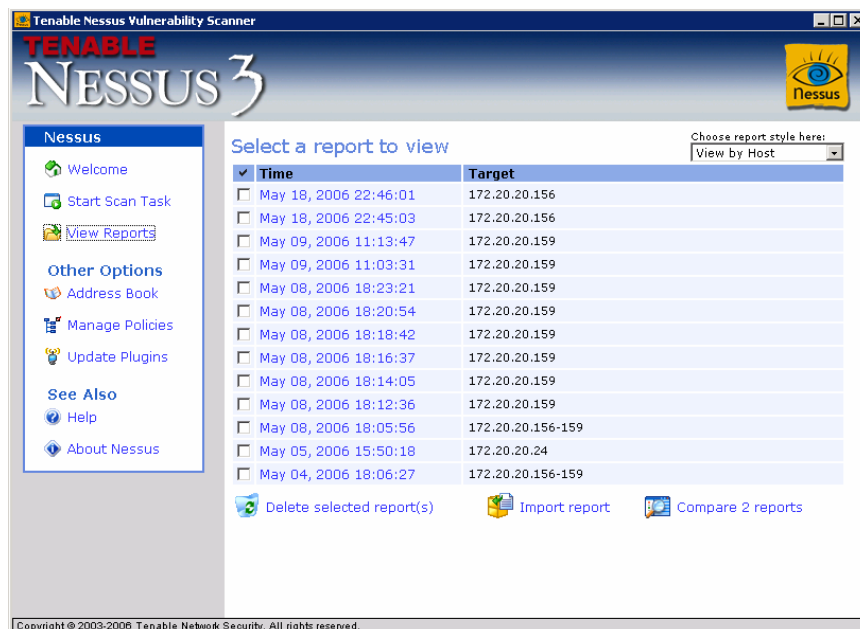 Tenable Nessus Vulnerability Scanner
TENABLE
NESSUS 3
Nessus
Nessus
Welcome
Start Scan Task
View Reports
Other Options
Address Book
Manage Policies
Update Plugins
See Also
Help
About Nessus
Select a report to view
Choose report style here:
View by Host
Time Target
May 18, 2006 22:46:01 172.20.20.156
May 18, 2006 22:45:03 172.20.20.156
May 09, 2006 11:13:47 172.20.20.159
May 09, 2006 11:03:31 172.20.20.159
May 08, 2006 18:23:21 172.20.20.159
May 08, 2006 18:20:54 172.20.20.159
May 08, 2006 18:18:42 172.20.20.159
May 08, 2006 18:16:37 172.20.20.159
May 08, 2006 18:14:05 172.20.20.159
May 08, 2006 18:12:36 172.20.20.159
May 08, 2006 18:05:56 172.20.20.156-159
May 05, 2006 15:50:18 172.20.20.24
May 04, 2006 18:06:27 172.20.20.156-159
Delete selected report(s) Import report Compare 2 reports
Copyright © 2003-2006 Tenable Network Security. All rights reserved.